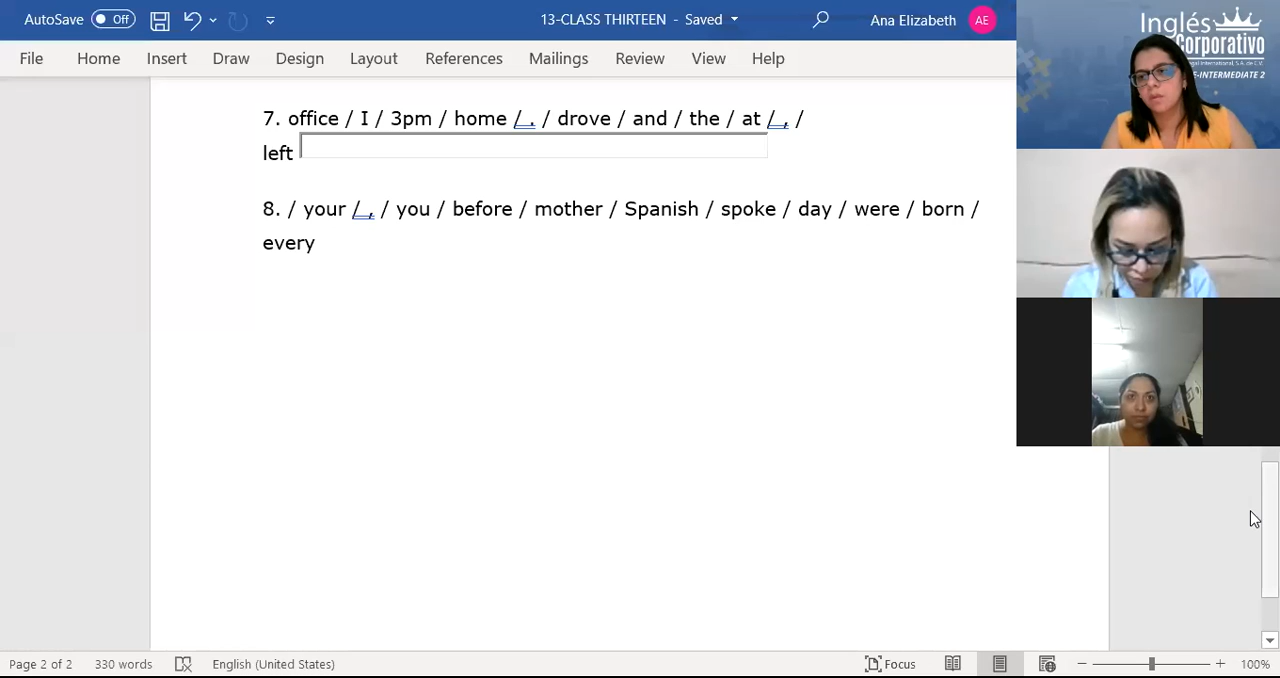 AutoSave Off 13-CLASS THIRTEEN - Saved Ana Elizabeth AE
File Home Insert Draw Design Layout References Mailings Review View Help
Inglés
Corporativo
INTERMEDIATE 2
7. office / I / 3pm / home / . / drove / and / the / at / , /
left
8. / your / , / you / before / mother / Spanish / spoke / day / were / born /
every
Page 2 of 2 330 words English (United States) Focus 100%